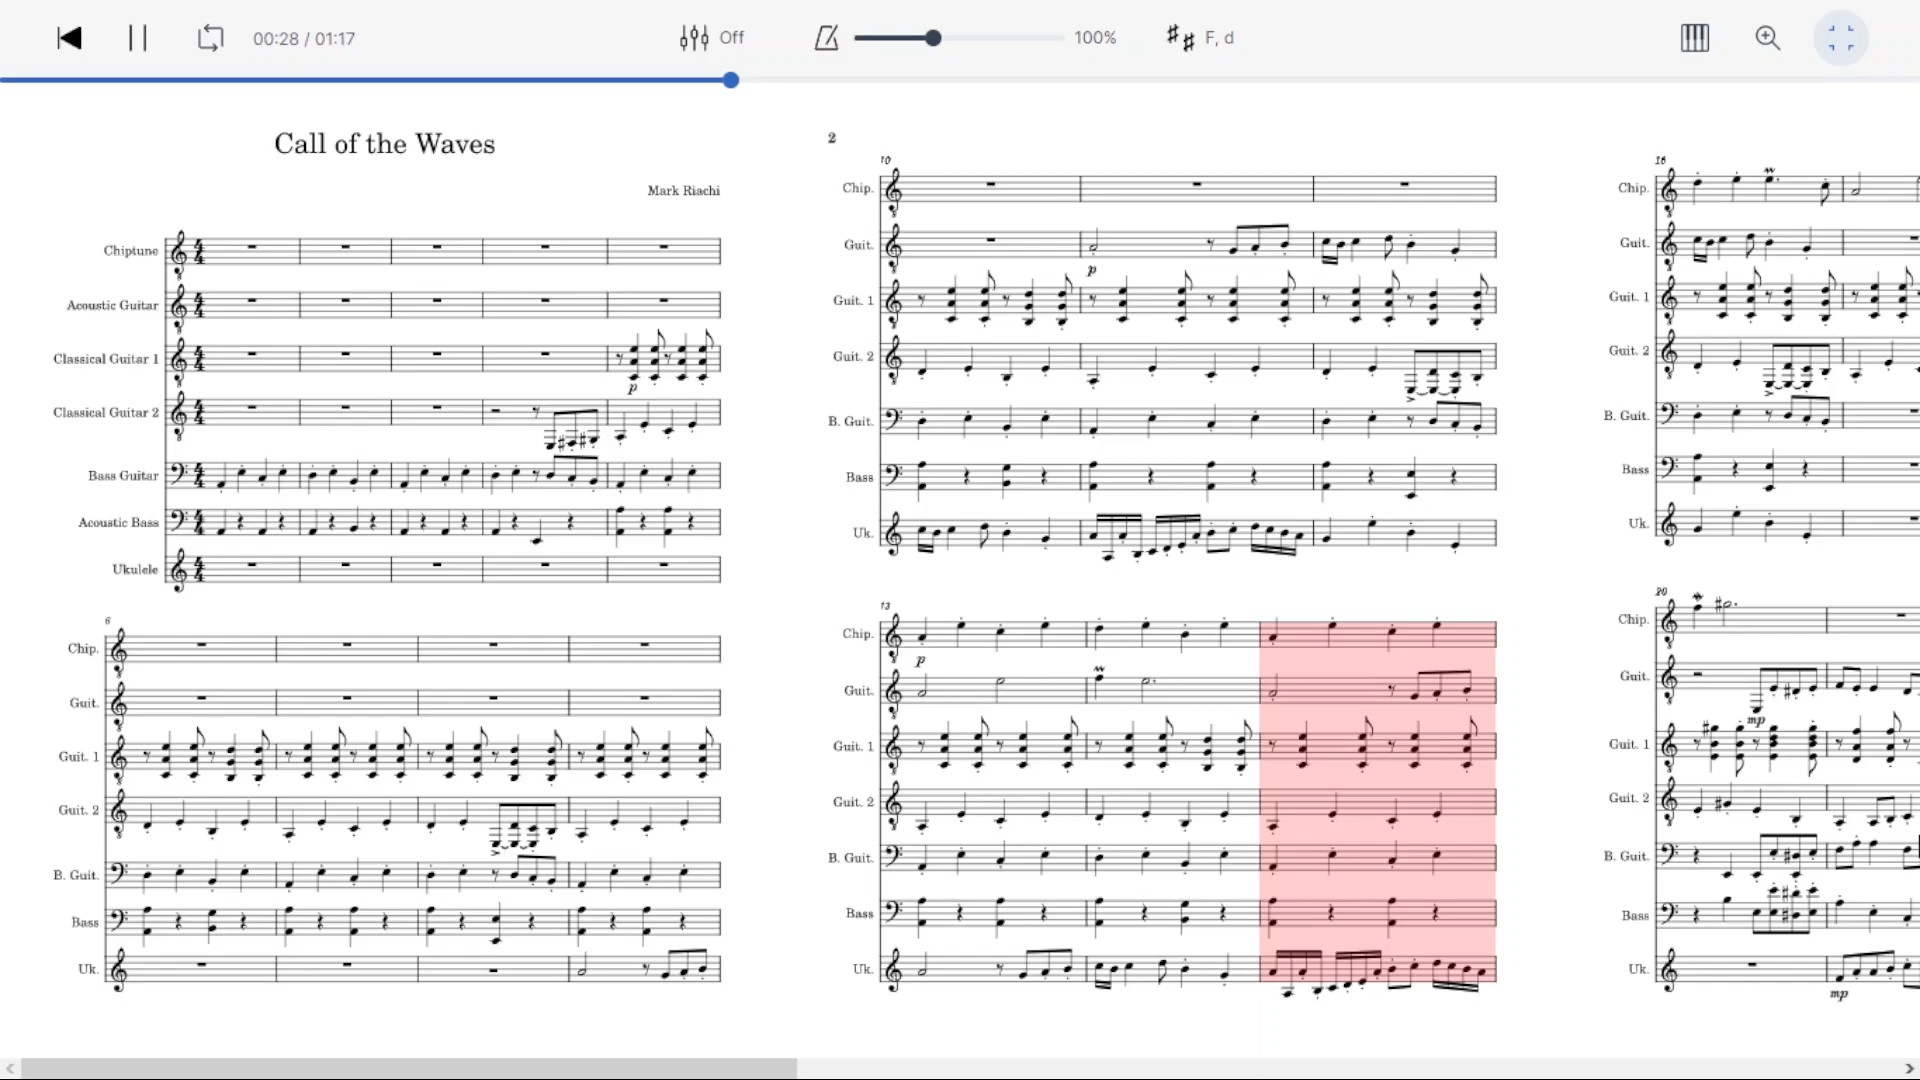 00:28 / 01:17
Off
100%
F, d
Call of the Waves
Mark Riachi
Chiptune
Acoustic Guitar
Classical Guitar 1
p
Classical Guitar 2
Bass Guitar
Acoustic Bass
Ukulele
6
Chip.
Guit.
Guit. 1
Guit. 2
B. Guit.
Bass
Uk.
2
10
Chip.
Guit.
p
Guit. 1
Guit. 2
B. Guit.
Bass
Uk.
13
Chip.
p
Guit.
Guit. 1
Guit. 2
B. Guit.
Bass
Uk.
16
Chip.
Guit.
Guit. 1
Guit. 2
B. Guit.
Bass
Uk.
20
Chip.
Guit.
mp
Guit. 1
Guit. 2
B. Guit.
Bass
Uk.
mp